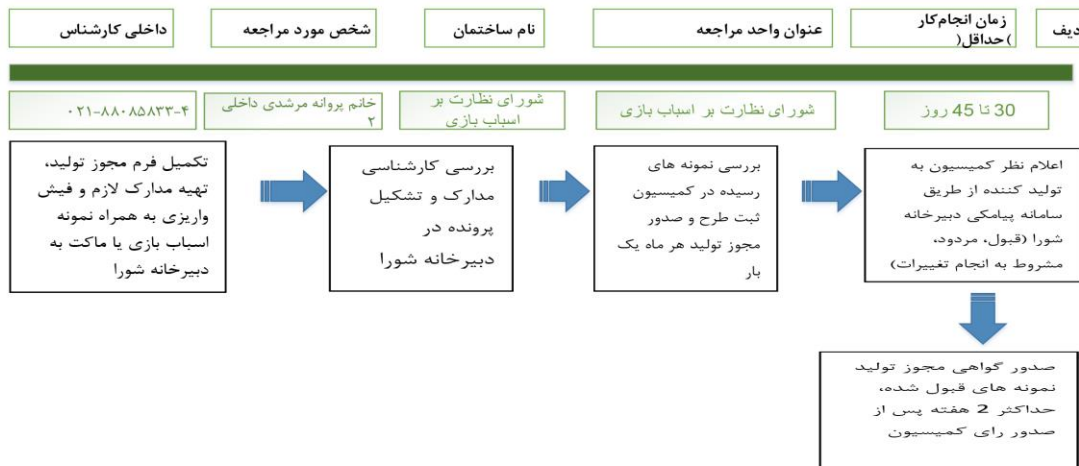 دیف
زمان انجام‌کار
)حداقل(
عنوان واحد مراجعه
نام ساختمان
شخص مورد مراجعه
داخلی کارشناس
30 تا 45 روز
شورای نظارت بر اسباب بازی
شورای نظارت بر
اسباب بازی
خانم پروانه مرشدی داخلی
۲
۰۲۱-۸۸۰۸۵۸۳۳-۴
تکمیل فرم مجوز تولید،
تهیه مدارک لازم و فیش
واریزی به همراه نمونه
اسباب بازی یا ماکت به
دبیرخانه شورا
بررسی کارشناسی
مدارک و تشکیل
پرونده در
دبیرخانه شورا
بررسی نمونه های
رسیده در کمیسیون
ثبت طرح و صدور
مجوز تولید هر ماه یک
بار
اعلام نظر کمیسیون به
تولید کننده از طریق
سامانه پیامکی دبیرخانه
شورا (قبول، مردود،
مشروط به انجام تغییرات)
صدور گواهی مجوز تولید
نمونه های قبول شده،
حداکثر 2 هفته پس از
صدور رای کمیسیون